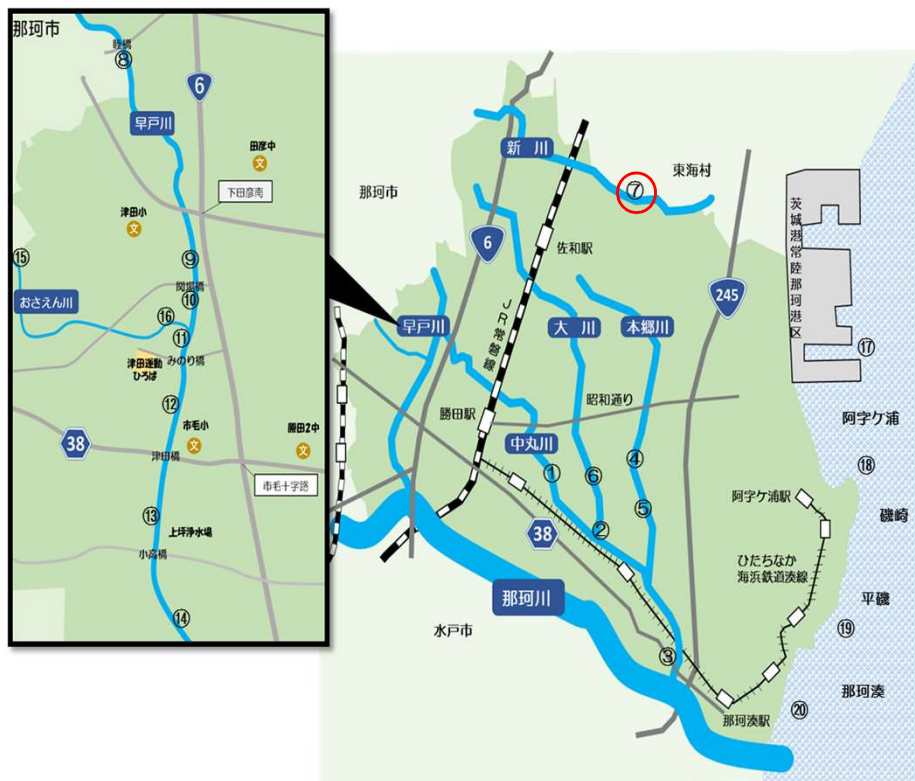 那珂市
睦橋
⑧
6
早戸川
田彦中
文
下田彦南
津田小
文
⑮
⑨
関場橋
⑩
おさえん川
⑯
⑪
みのり橋
津田運動
ひろば
⑫
市毛小
文
勝田2中
文
38
津田橋
市毛十字路
⑬
上坪浄水場
小高橋
⑭
新 川
⑦
東海村
那珂市
6
佐和駅
245
茨城港常陸那珂港区
JR常磐線
早戸川
大川
本郷川
⑰
昭和通り
勝田駅
中丸川
阿字ケ浦
①
⑥
④
⑱
②
⑤
阿字ケ浦駅
磯崎
38
ひたちなか
海浜鉄道湊線
那珂川
平磯
水戸市
⑲
③
那珂湊
那珂湊駅
⑳